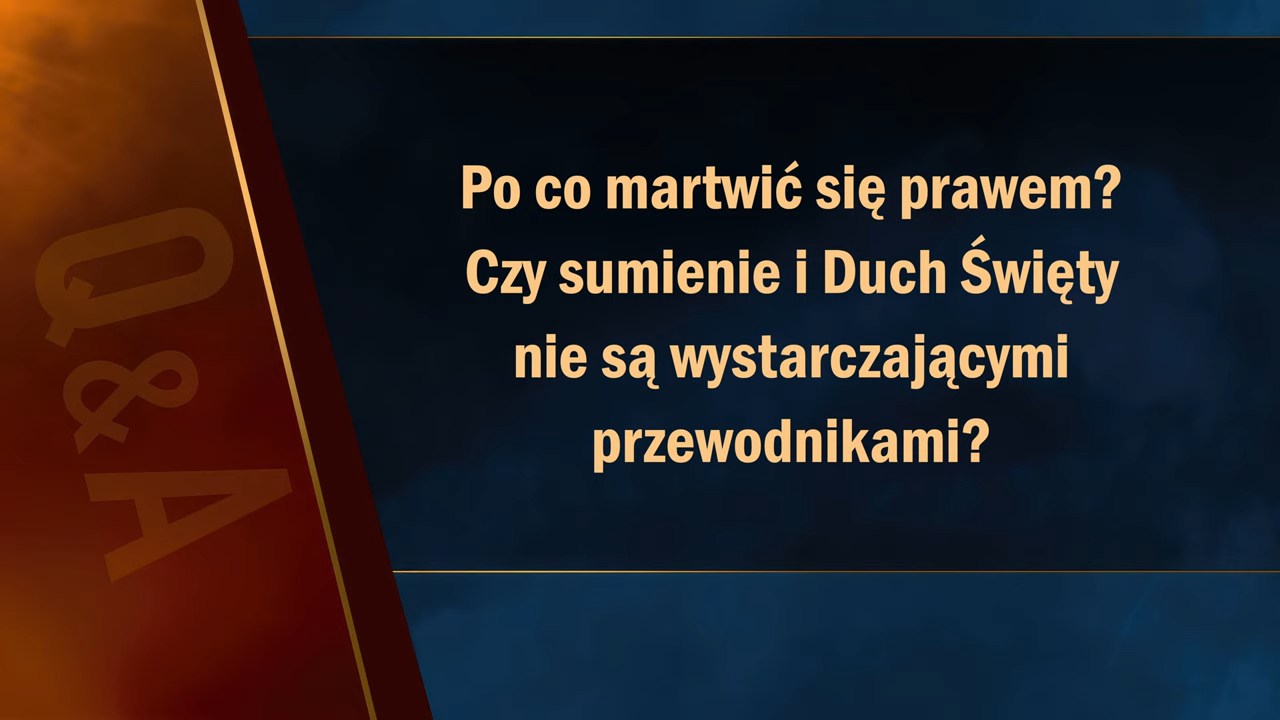 Po co martwić się prawem?
Czy sumienie i Duch Święty
nie są wystarczającymi
przewodnikami?
Q & A